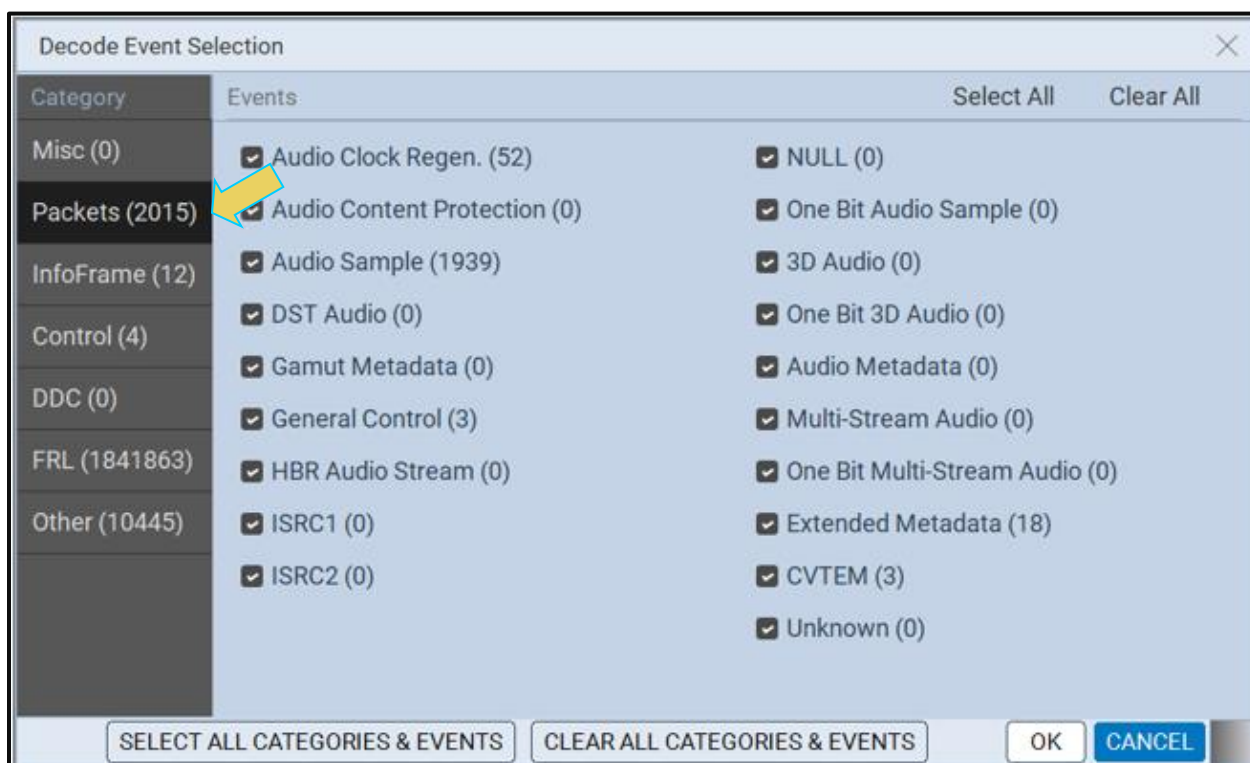 Decode Event Selection
Category
Misc (0)
Packets (2015)
InfoFrame (12)
Control (4)
DDC (0)
FRL (1841863)
Other (10445)
Events
Select All
Clear All
Audio Clock Regen. (52)
Audio Content Protection (0)
Audio Sample (1939)
DST Audio (0)
Gamut Metadata (0)
General Control (3)
HBR Audio Stream (0)
ISRC1 (0)
ISRC2 (0)
NULL (0)
One Bit Audio Sample (0)
3D Audio (0)
One Bit 3D Audio (0)
Audio Metadata (0)
Multi-Stream Audio (0)
One Bit Multi-Stream Audio (0)
Extended Metadata (18)
CVTEM (3)
Unknown (0)
SELECT ALL CATEGORIES & EVENTS
CLEAR ALL CATEGORIES & EVENTS
OK
CANCEL